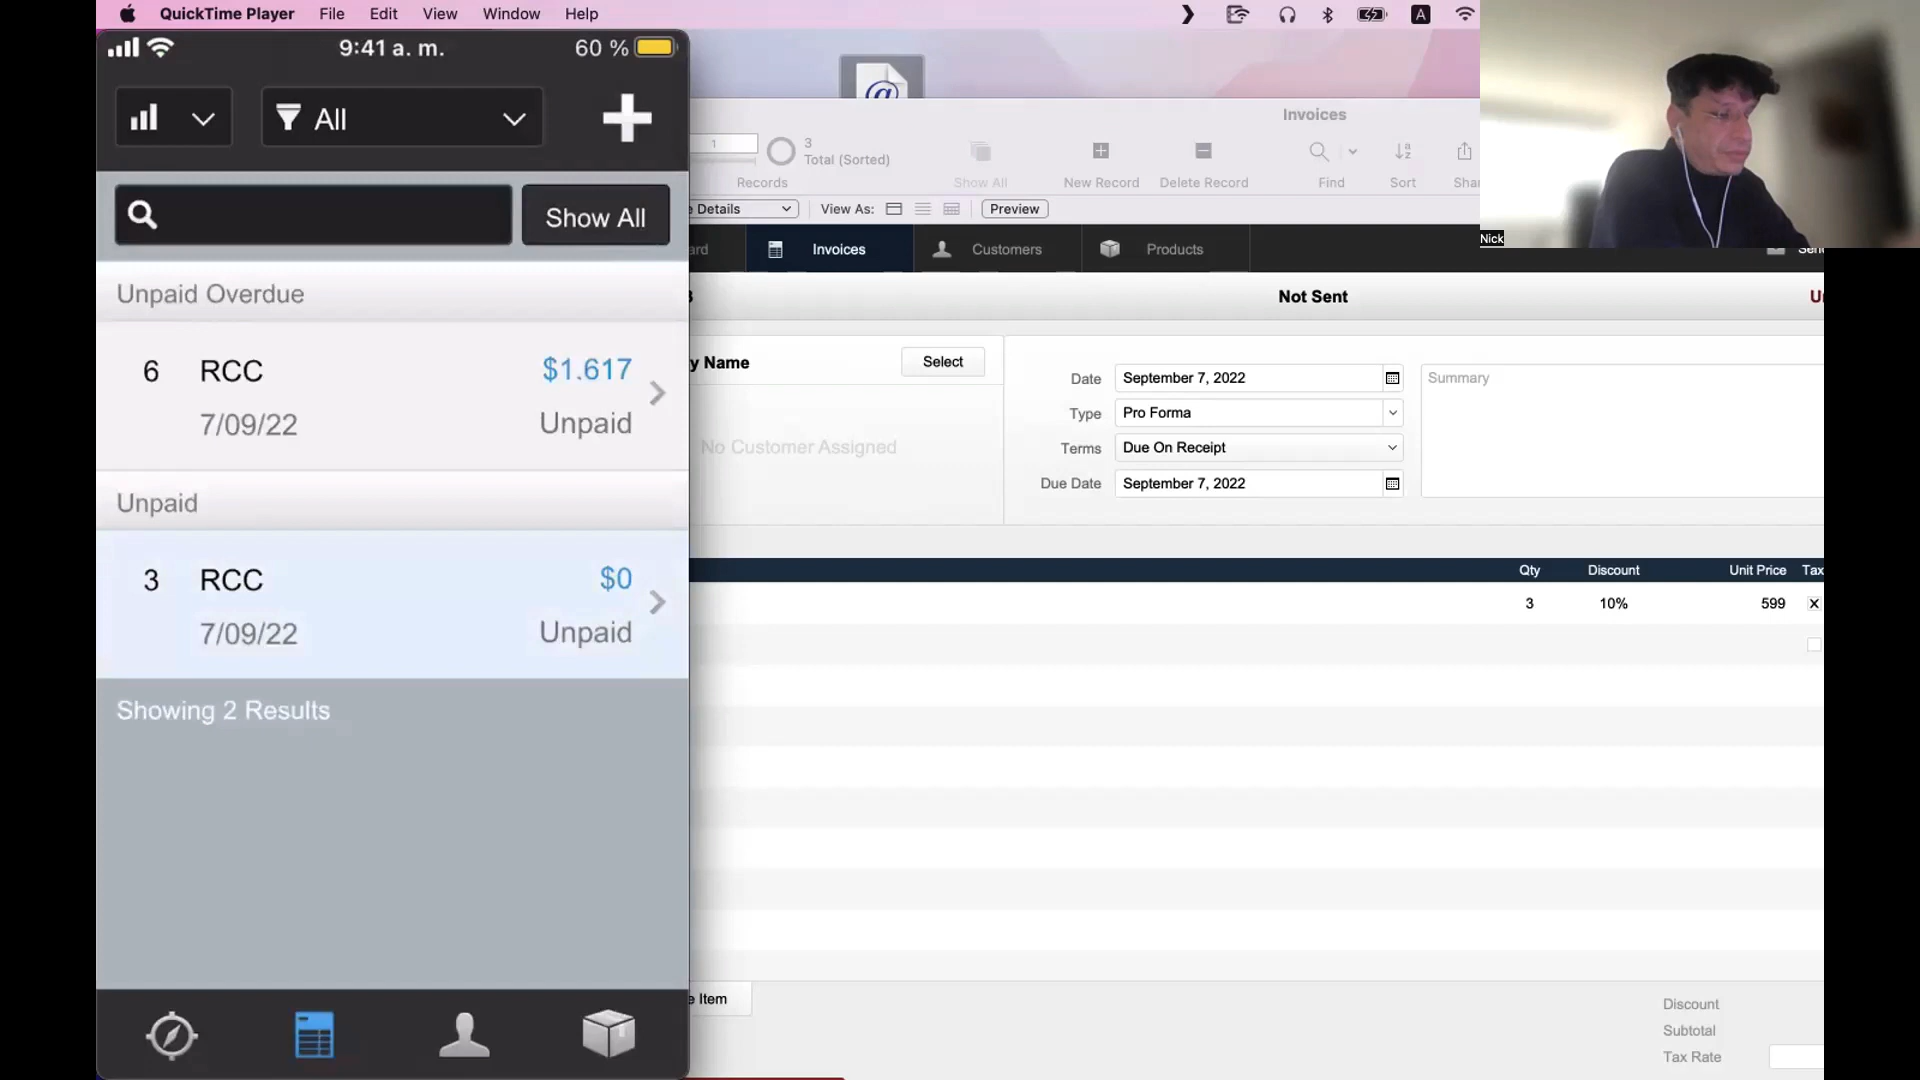 QuickTime Player File Edit View Window Help
A
9:41 a. m. 60 %
All
Show All
Unpaid Overdue
6 RCC $1.617
7/09/22 Unpaid
Unpaid
3 RCC $0
7/09/22 Unpaid
Showing 2 Results
Invoices
1
3
Total (Sorted)
Records
Show All
New Record
Delete Record
Find
Sort
Details
View As:
Preview
Invoices
Customers
Products
Nick
Not Sent
Name
Select
No Customer Assigned
Date September 7, 2022
Type Pro Forma
Terms Due On Receipt
Due Date September 7, 2022
Summary
Qty Discount Unit Price Tax
3 10% 599
Item
Discount
Subtotal
Tax Rate